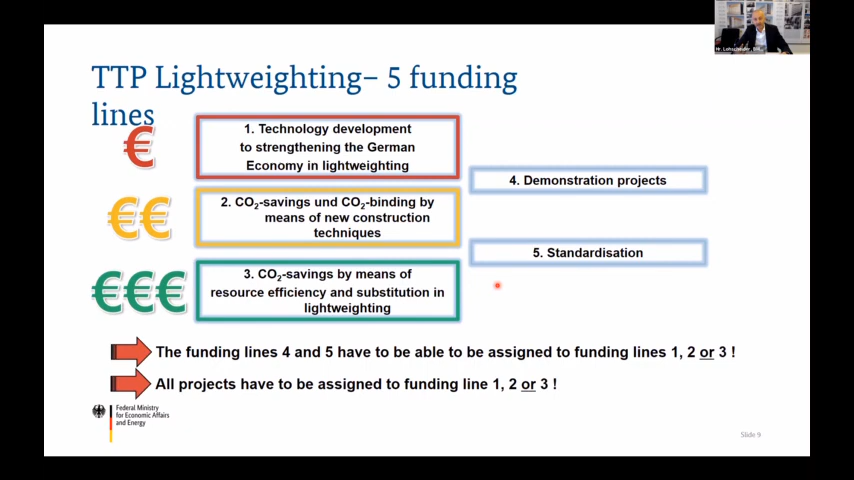 TTP Lightweighting– 5 funding
lines
€
1. Technology development
to strengthening the German
Economy in lightweighting
€€
2. CO₂-savings und CO₂-binding by
means of new construction
techniques
€€€
3. CO₂-savings by means of
resource efficiency and substitution in
lightweighting
4. Demonstration projects
5. Standardisation
The funding lines 4 and 5 have to be able to be assigned to funding lines 1, 2 or 3 !
All projects have to be assigned to funding line 1, 2 or 3 !
Federal Ministry
for Economic Affairs
and Energy
Slide 9